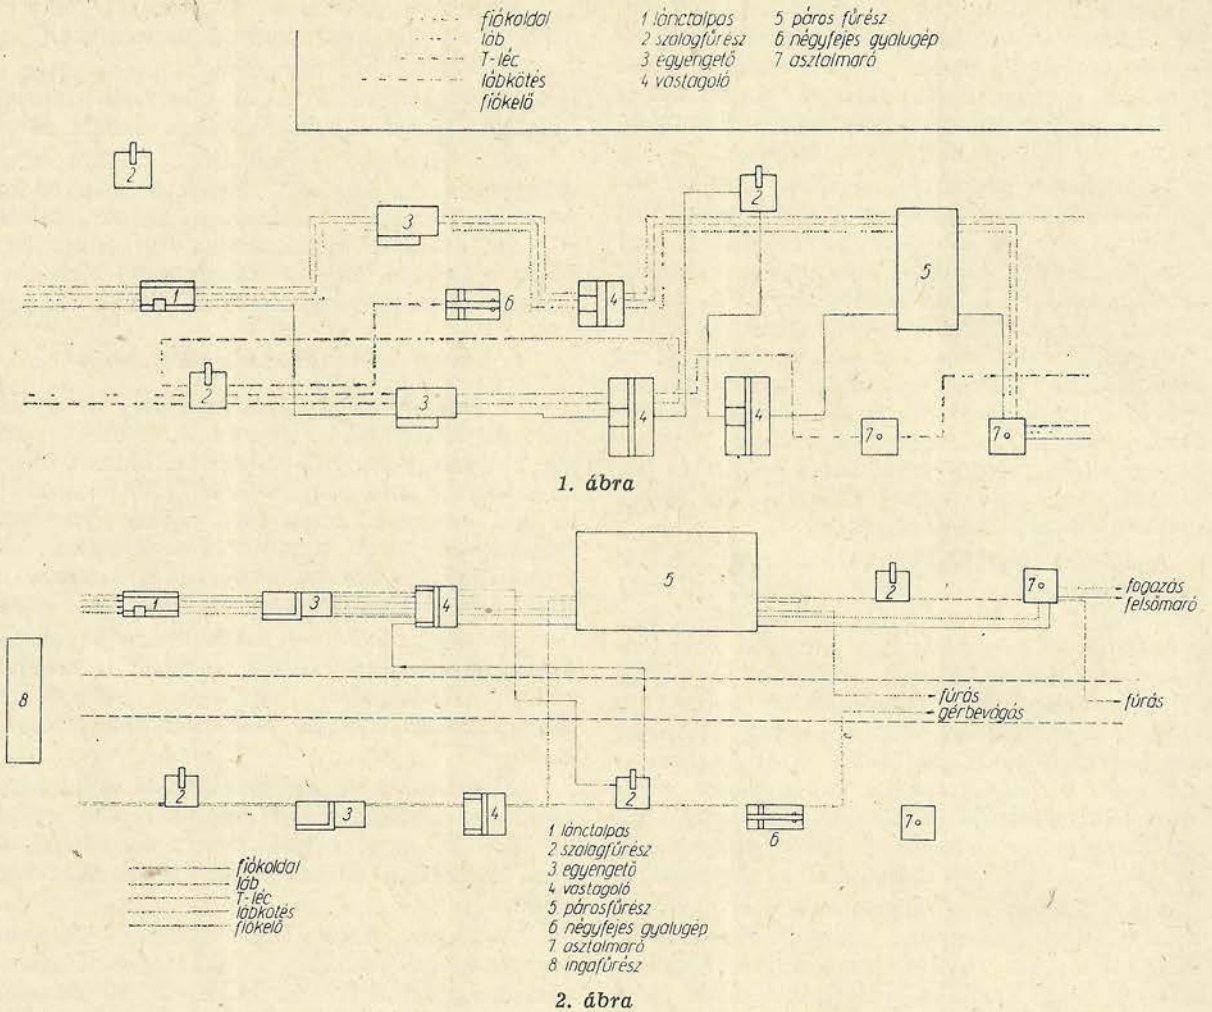 fiókoldal
láb
T-léc
lábkötés
fiókelő
1 lánctalpas
2 szalagfűrész
3 egyengető
4 vastagoló
5 páros fűrész
6 négyfejes gyalugép
7 asztalmaró
2
2
3
5
1
6
4
2
3
4
4
7
7
1. ábra
5
2
7
fogazás
felsőmaró
1
3
4
8
fúrás
gérbevágás
fúrás
2
3
4
2
6
7
fiókoldal
láb
T-léc
lábkötés
fiókelő
1 lánctalpas
2 szalagfűrész
3 egyengető
4 vastagoló
5 párosfűrész
6 négyfejes gyalugép
7 asztalmaró
8 ingafűrész
2. ábra